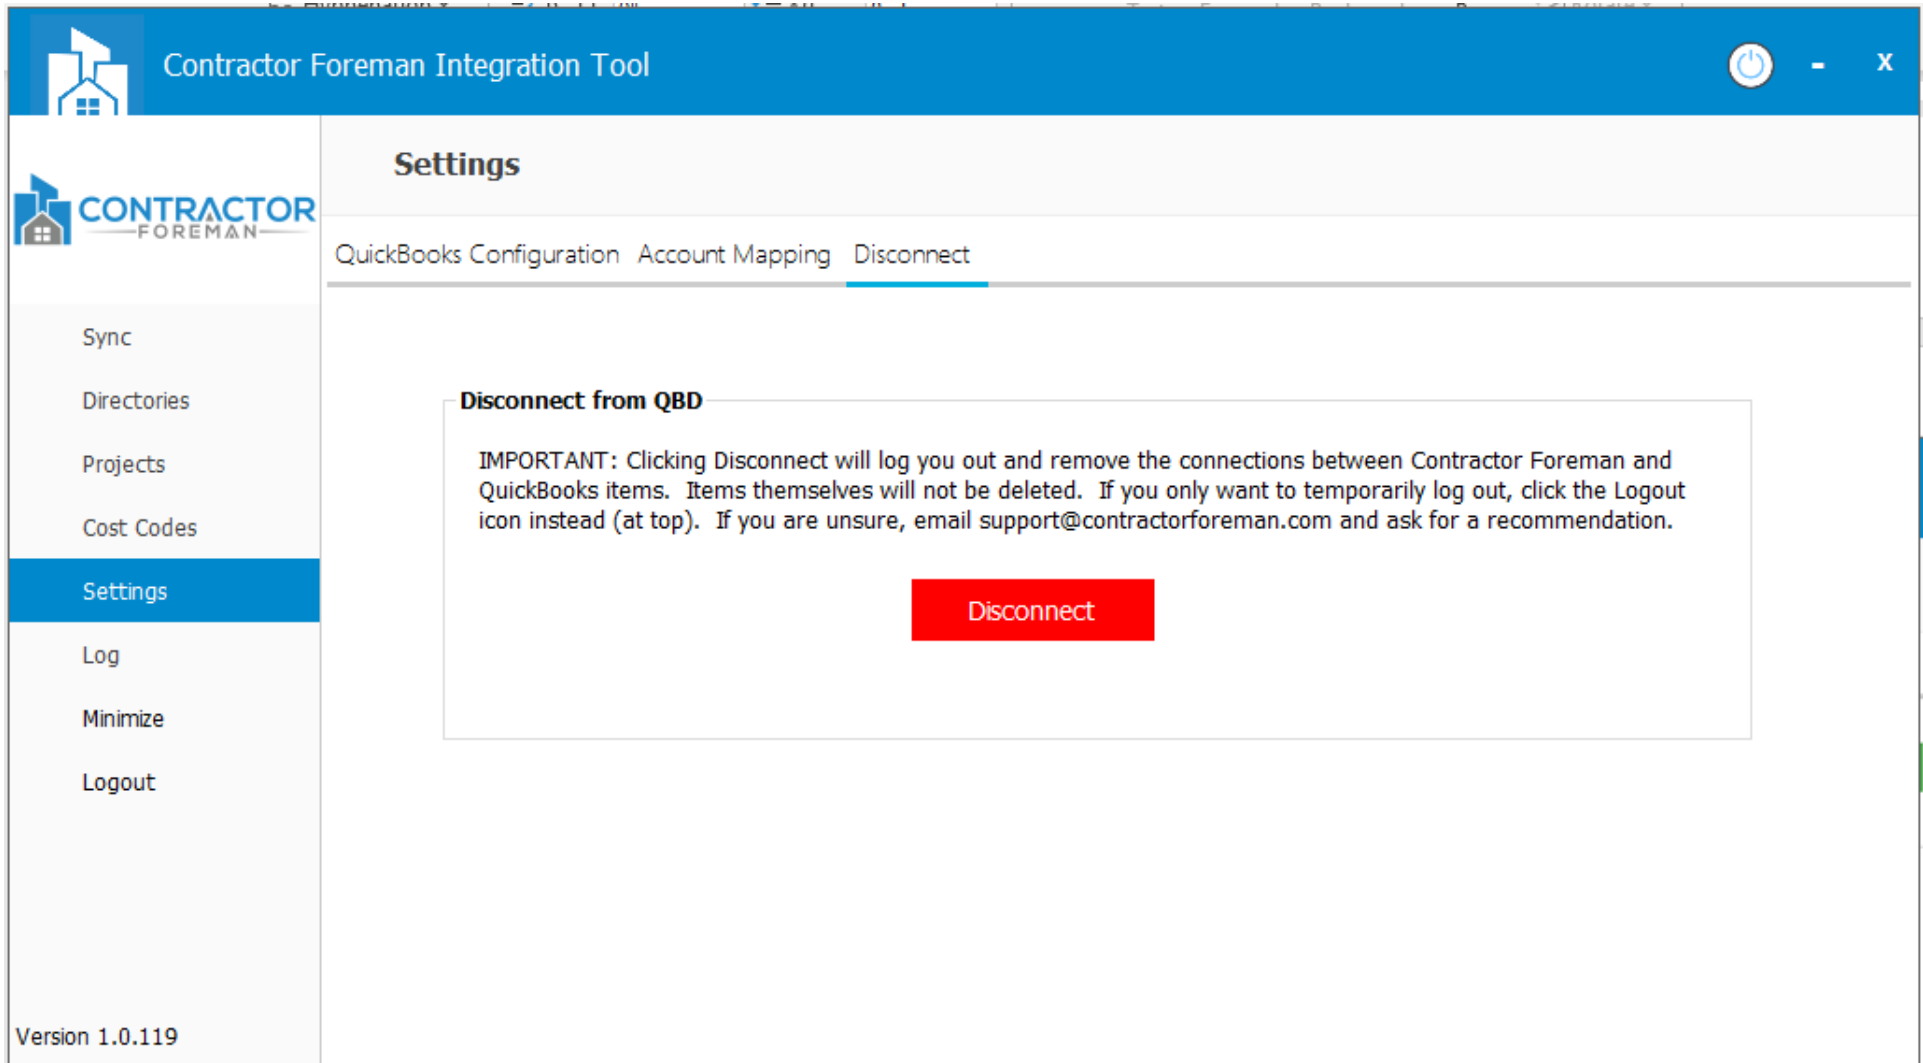 Contractor Foreman Integration Tool
- x
CONTRACTOR
FOREMAN
Settings
QuickBooks Configuration Account Mapping Disconnect
Sync
Directories
Projects
Cost Codes
Settings
Log
Minimize
Logout
Disconnect from QBD
IMPORTANT: Clicking Disconnect will log you out and remove the connections between Contractor Foreman and
QuickBooks items. Items themselves will not be deleted. If you only want to temporarily log out, click the Logout
icon instead (at top). If you are unsure, email support@contractorforeman.com and ask for a recommendation.
Disconnect
Version 1.0.119